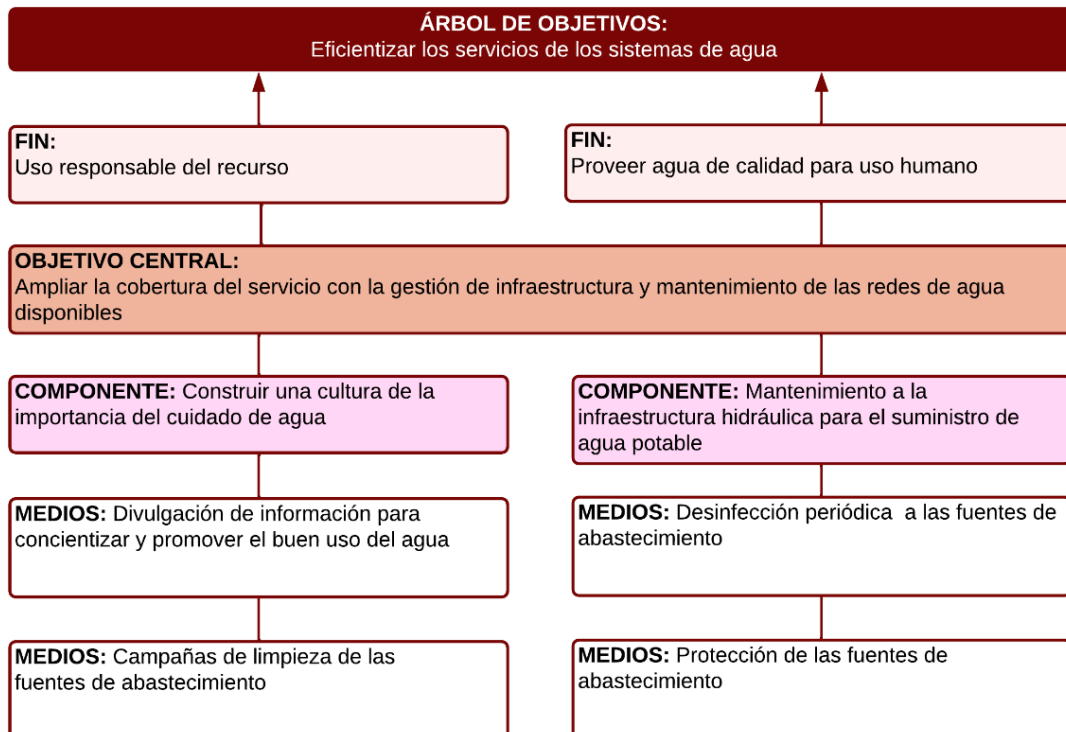 ÁRBOL DE OBJETIVOS:
Eficientizar los servicios de los sistemas de agua
FIN:
Uso responsable del recurso
FIN:
Proveer agua de calidad para uso humano
OBJETIVO CENTRAL:
Ampliar la cobertura del servicio con la gestión de infraestructura y mantenimiento de las redes de agua
disponibles
COMPONENTE: Construir una cultura de la
importancia del cuidado de agua
COMPONENTE: Mantenimiento a la
infraestructura hidráulica para el suministro de
agua potable
MEDIOS: Divulgación de información para
concientizar y promover el buen uso del agua
MEDIOS: Desinfección periódica  a las fuentes de
abastecimiento
MEDIOS: Campañas de limpieza de las
fuentes de abastecimiento
MEDIOS: Protección de las fuentes de
abastecimiento